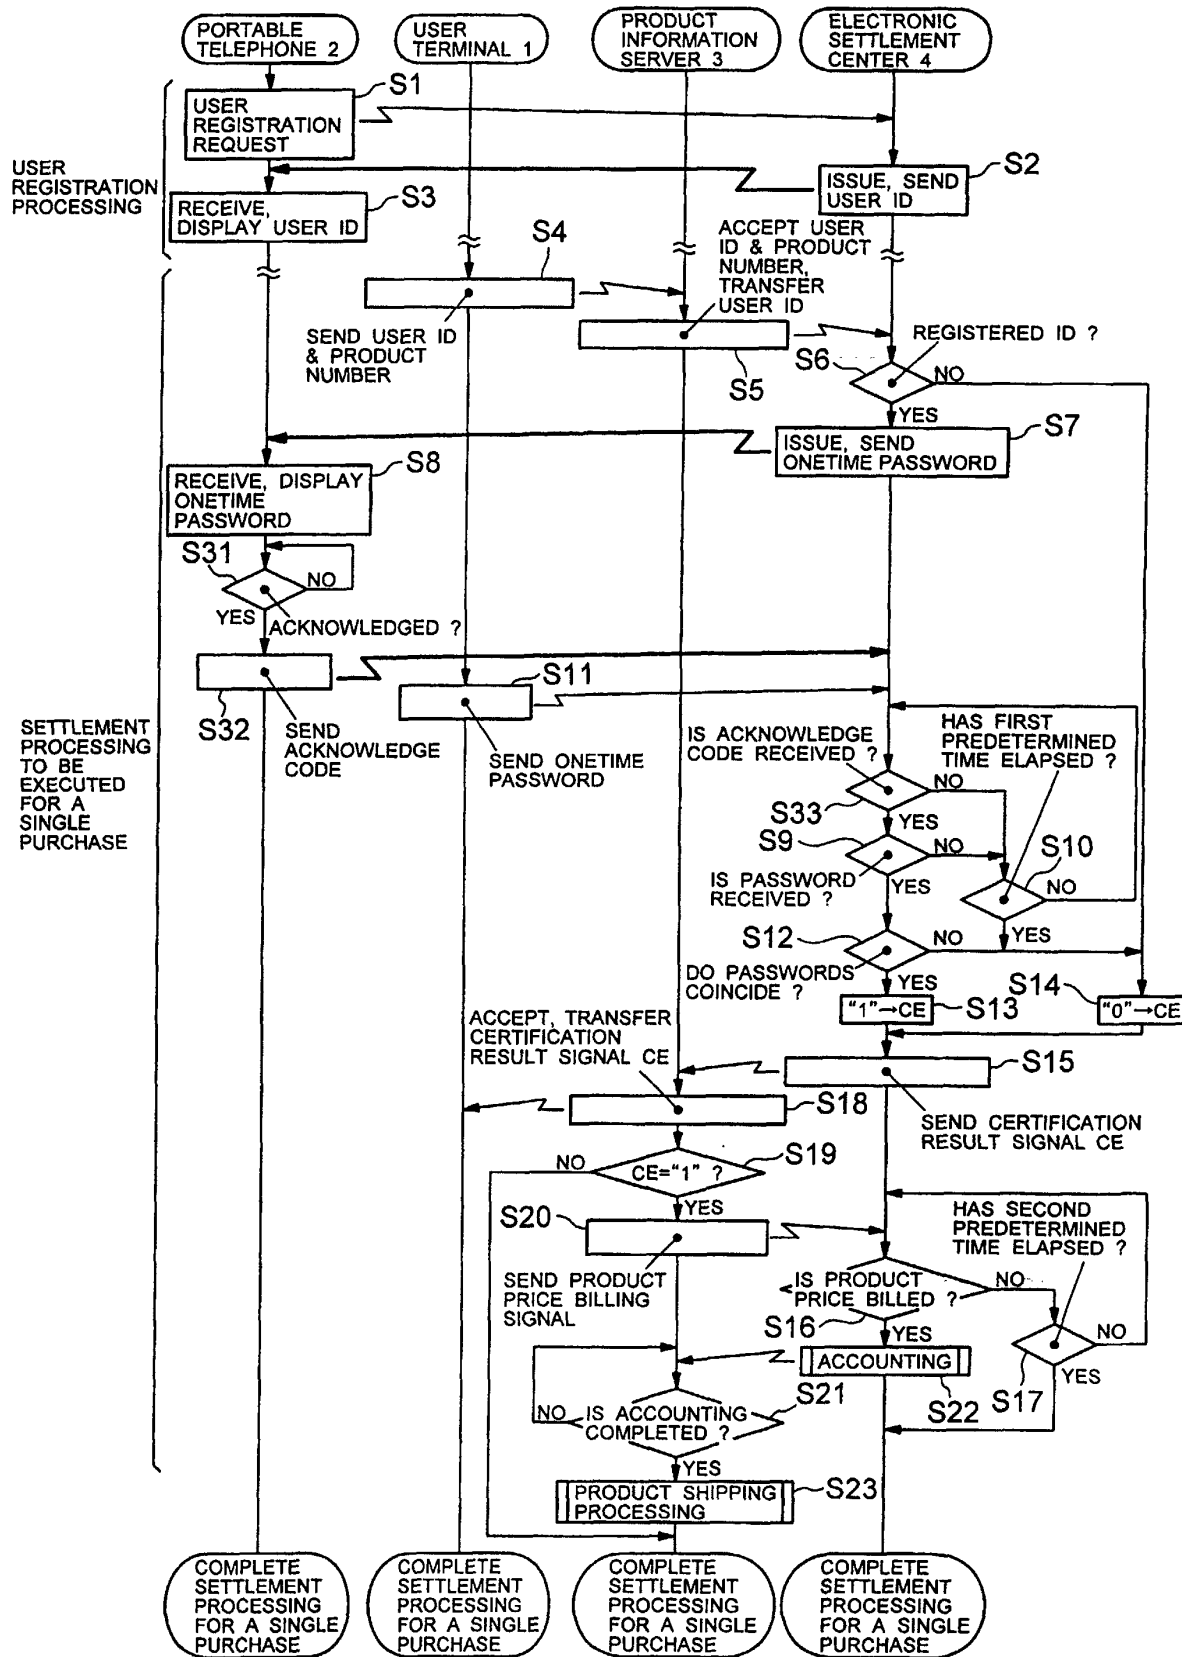 PORTABLE
TELEPHONE 2
USER
TERMINAL 1
PRODUCT
INFORMATION
SERVER 3
ELECTRONIC
SETTLEMENT
CENTER 4
S1
USER
REGISTRATION
REQUEST
USER
REGISTRATION
PROCESSING
S2
ISSUE, SEND
USER ID
S3
RECEIVE,
DISPLAY USER ID
S4
SEND USER ID
& PRODUCT
NUMBER
ACCEPT USER
ID & PRODUCT
NUMBER,
TRANSFER
USER ID
S5
REGISTERED ID ?
S6
NO
YES
S7
ISSUE, SEND
ONETIME PASSWORD
S8
RECEIVE, DISPLAY
ONETIME
PASSWORD
S31
NO
YES
ACKNOWLEDGED ?
S32
SEND
ACKNOWLEDGE
CODE
S11
SEND ONETIME
PASSWORD
SETTLEMENT
PROCESSING
TO BE
EXECUTED
FOR A
SINGLE
PURCHASE
IS ACKNOWLEDGE
CODE RECEIVED ?
HAS FIRST
PREDETERMINED
TIME ELAPSED ?
S33
NO
YES
S9
NO
IS PASSWORD
RECEIVED ?
YES
S10
NO
YES
S12
NO
DO PASSWORDS
COINCIDE ?
YES
"1"→CE
S13
S14
"0"→CE
ACCEPT, TRANSFER
CERTIFICATION
RESULT SIGNAL CE
S15
SEND CERTIFICATION
RESULT SIGNAL CE
S18
S19
NO
CE="1" ?
YES
S20
SEND PRODUCT
PRICE BILLING
SIGNAL
HAS SECOND
PREDETERMINED
TIME ELAPSED ?
IS PRODUCT
PRICE BILLED ?
NO
S16
YES
S17
NO
YES
ACCOUNTING
S22
S21
NO
IS ACCOUNTING
COMPLETED ?
YES
PRODUCT SHIPPING
PROCESSING
S23
COMPLETE
SETTLEMENT
PROCESSING
FOR A SINGLE
PURCHASE
COMPLETE
SETTLEMENT
PROCESSING
FOR A SINGLE
PURCHASE
COMPLETE
SETTLEMENT
PROCESSING
FOR A SINGLE
PURCHASE
COMPLETE
SETTLEMENT
PROCESSING
FOR A SINGLE
PURCHASE